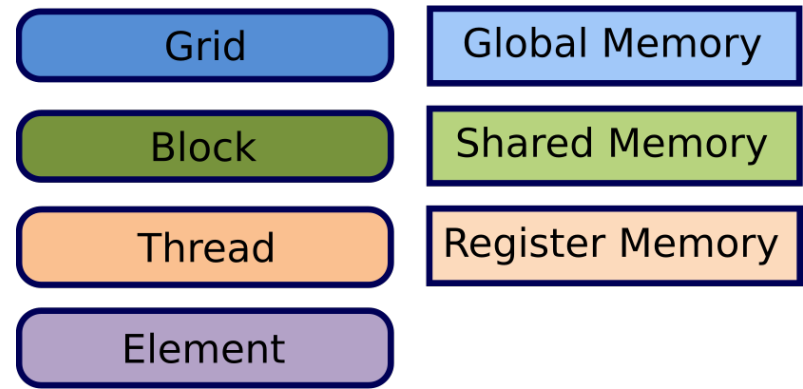 Grid
Global Memory
Block
Shared Memory
Thread
Register Memory
Element